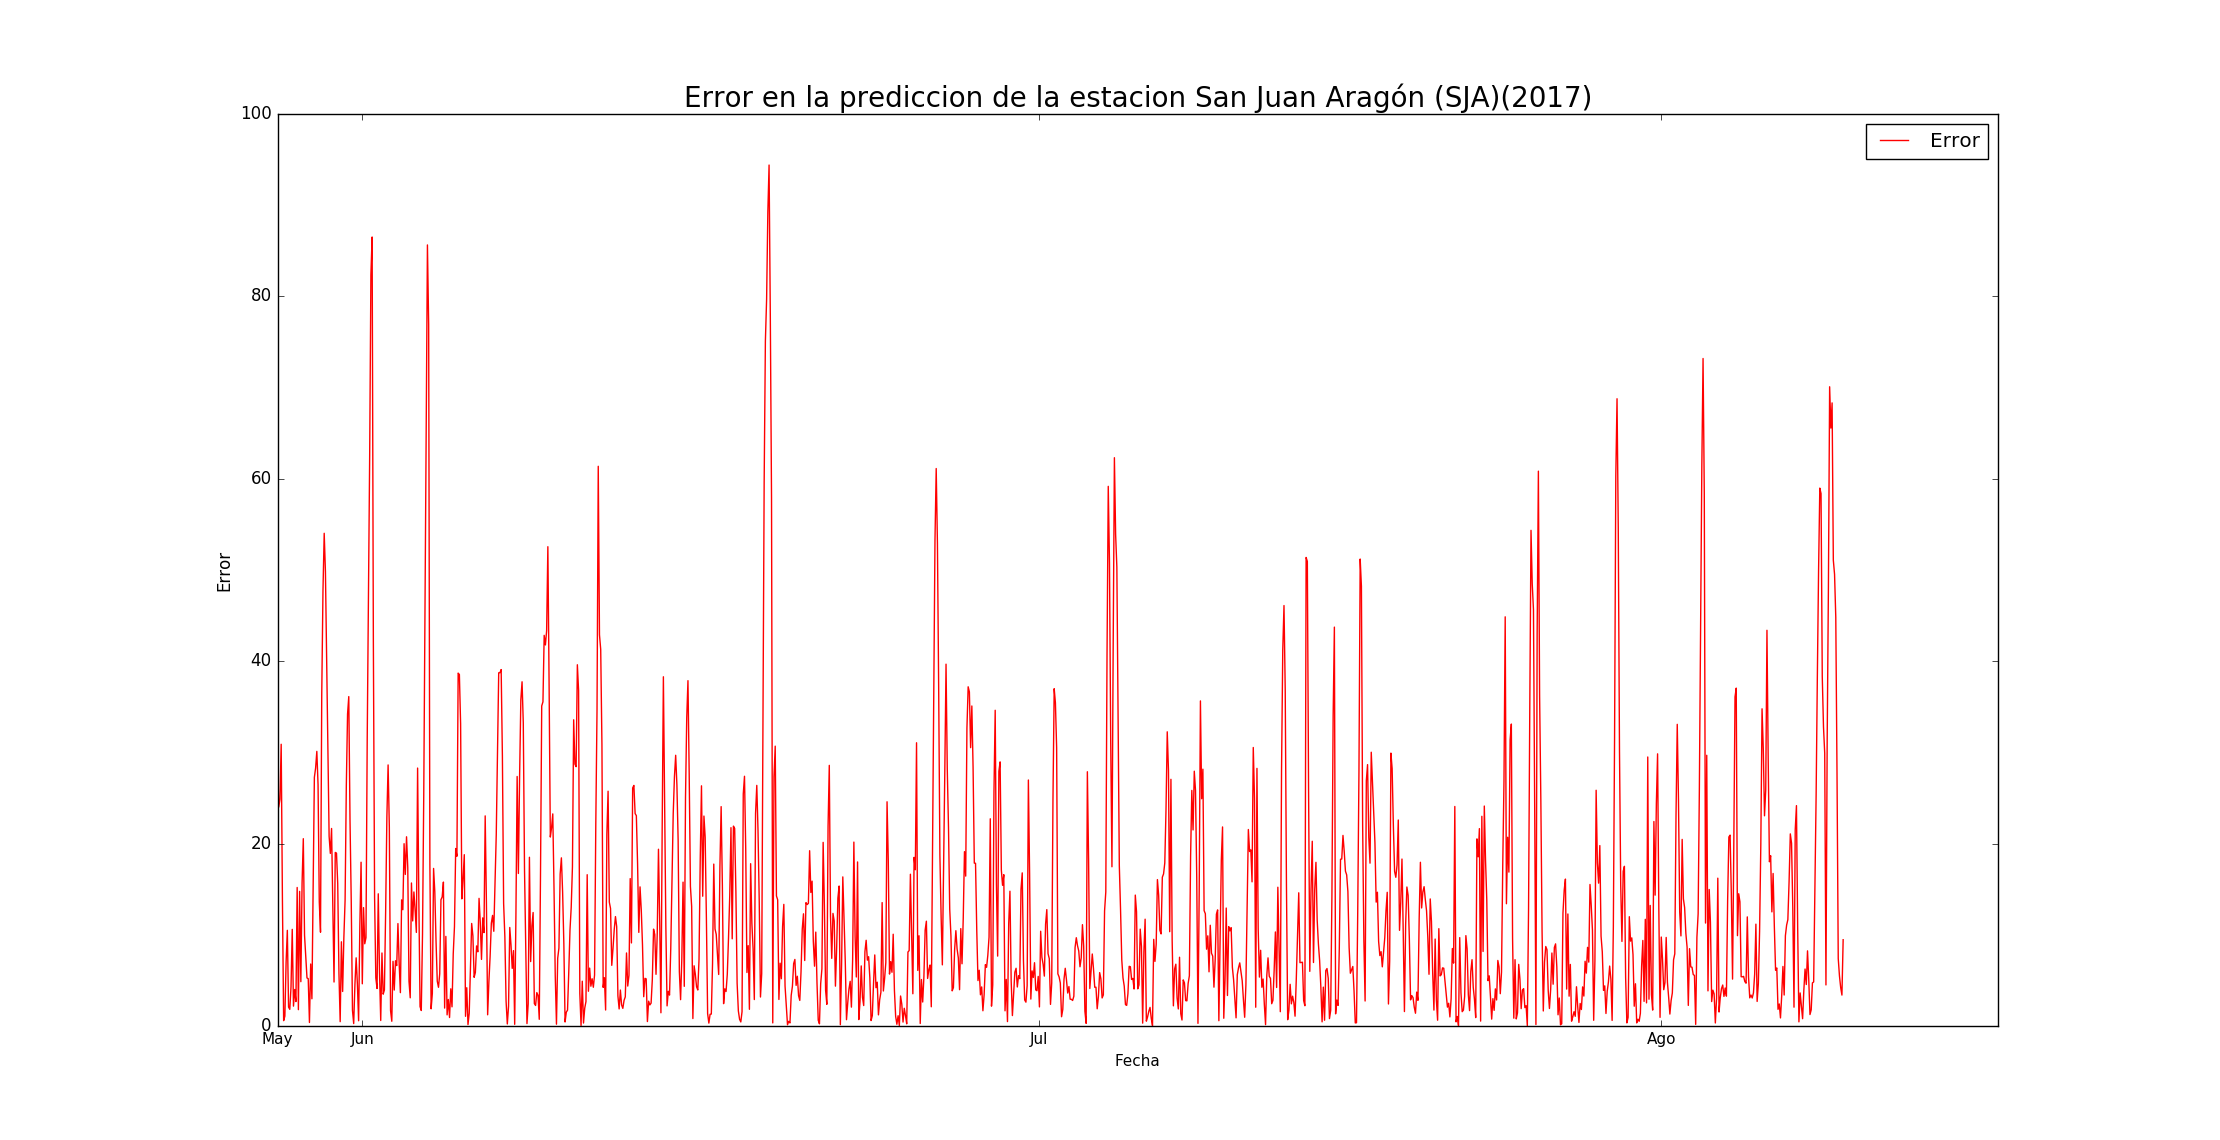 Error en la prediccion de la estacion San Juan Aragón (SJA)(2017)
100
Error
80
60
Error
40
20
0
May Jun Jul Ago
Fecha